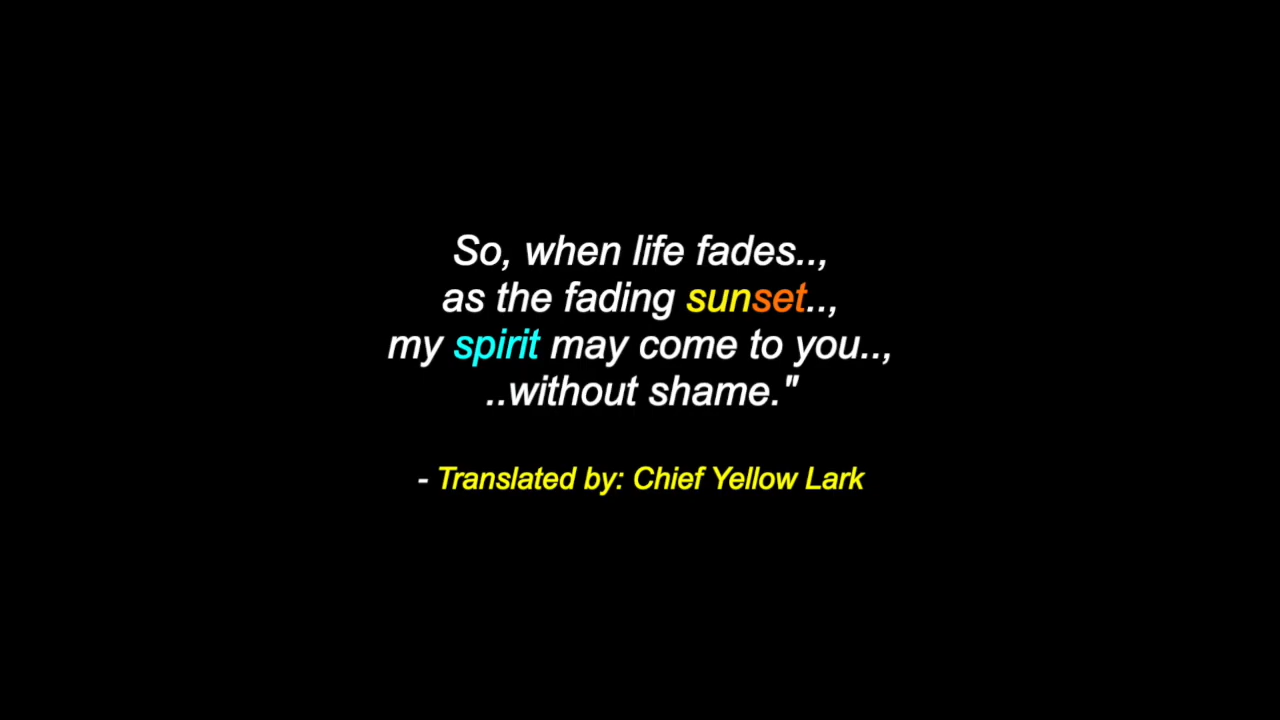 So, when life fades..,
as the fading sunset..,
my spirit may come to you..,
..without shame."
- Translated by: Chief Yellow Lark